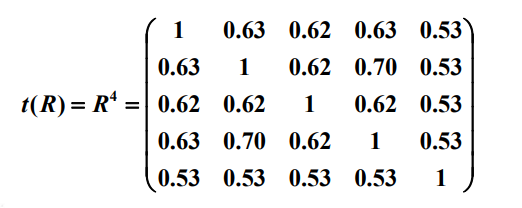 1 0.63 0.62 0.63 0.53
0.63 1 0.62 0.70 0.53
t(R) = R⁴ = 0.62 0.62 1 0.62 0.53
0.63 0.70 0.62 1 0.53
0.53 0.53 0.53 0.53 1